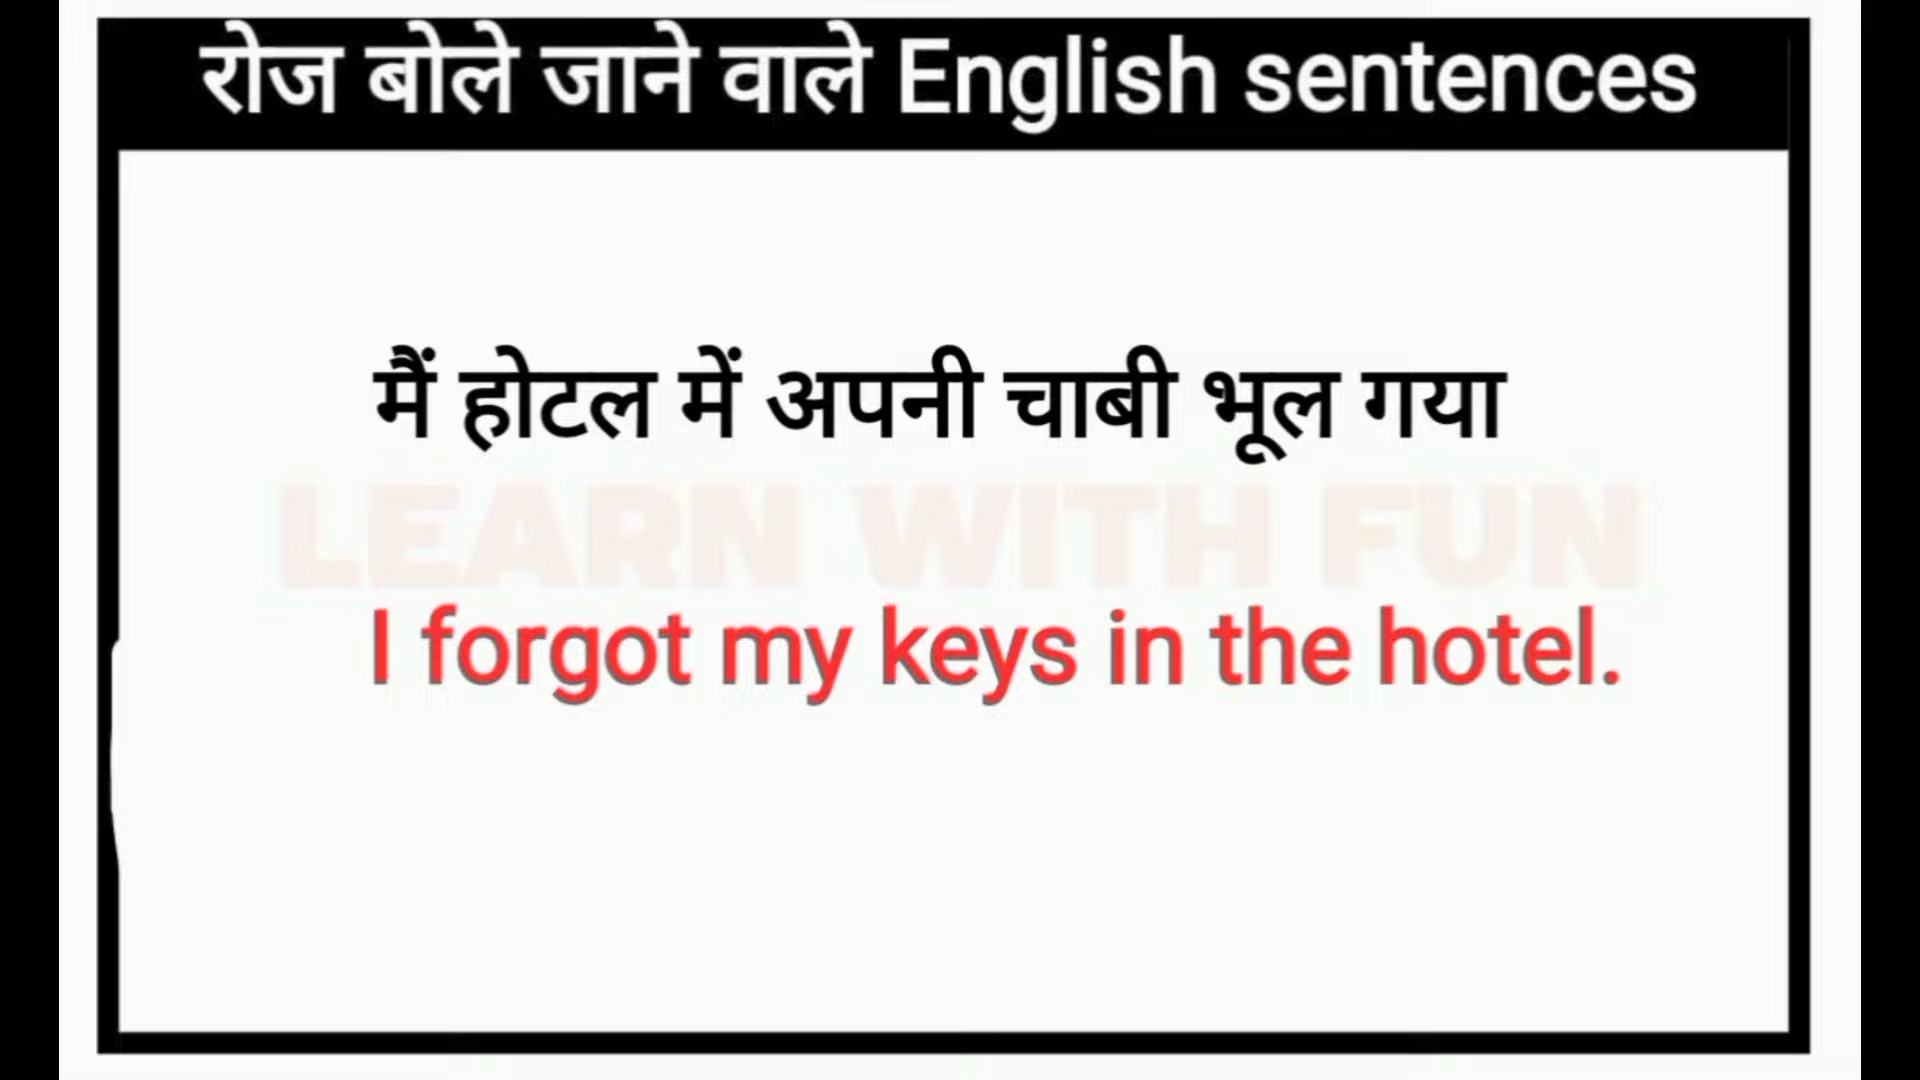 रोज बोले जाने वाले English sentences
मैं होटल में अपनी चाबी भूल गया
LEARN WITH FUN
I forgot my keys in the hotel.